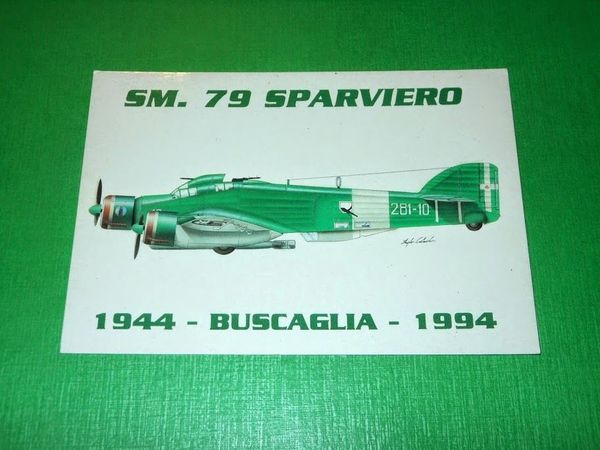 SM. 79 SPARVIERO
281-10
1944 - BUSCAGLIA - 1994